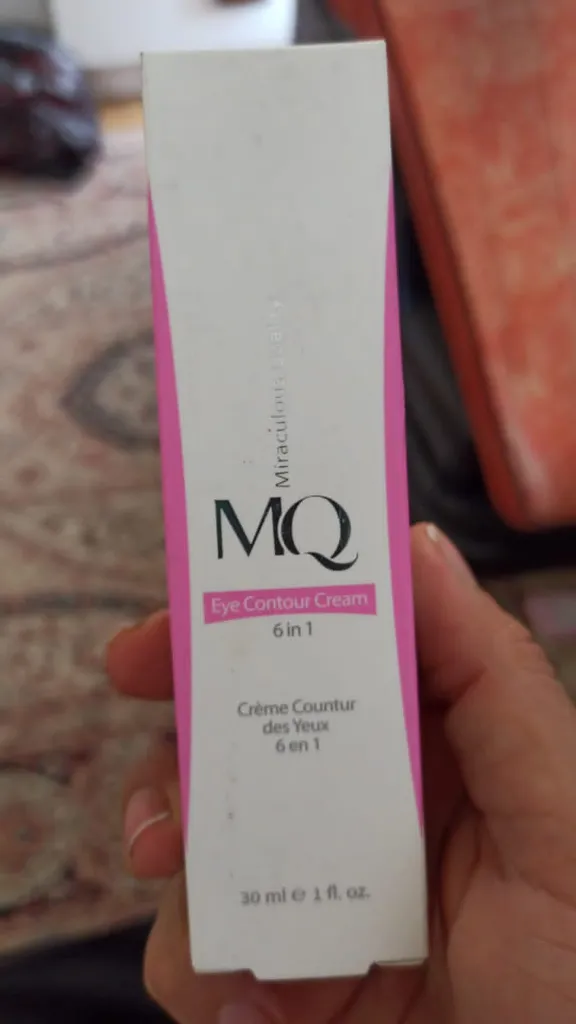 Miraculous
MQ
Eye Contour Cream
6 in 1
Crème Countur
des Yeux
6 en 1
30 ml ℮ 1 fl. oz.